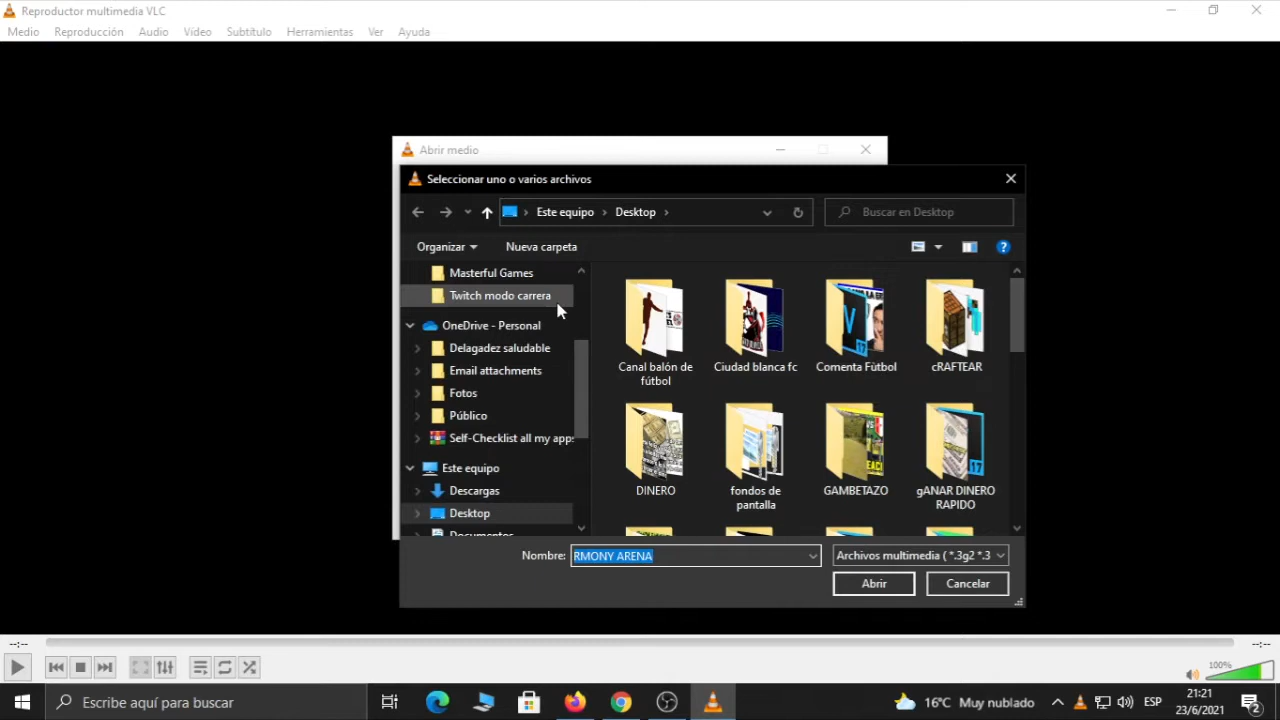 Reproductor multimedia VLC
Medio Reproducción Audio Vídeo Subtítulo Herramientas Ver Ayuda
Abrir medio
Seleccionar uno o varios archivos
Este equipo > Desktop >
Buscar en Desktop
Organizar
Nueva carpeta
Masterful Games
Twitch modo carrera
OneDrive - Personal
Delagadez saludable
Email attachments
Fotos
Público
Self-Checklist all my apps
Este equipo
Descargas
Desktop
Documentos
Canal balón de
fútbol
Ciudad blanca fc
Comenta Fùtbol
cRAFTEAR
DINERO
fondos de
pantalla
GAMBETAZO
gANAR DINERO
RAPIDO
Nombre: RMONY ARENA
Archivos multimedia ( *.3g2 *.3
Abrir
Cancelar
--:--
--:--
100%
Escribe aquí para buscar
16°C Muy nublado
ESP
21:21
23/6/2021
2